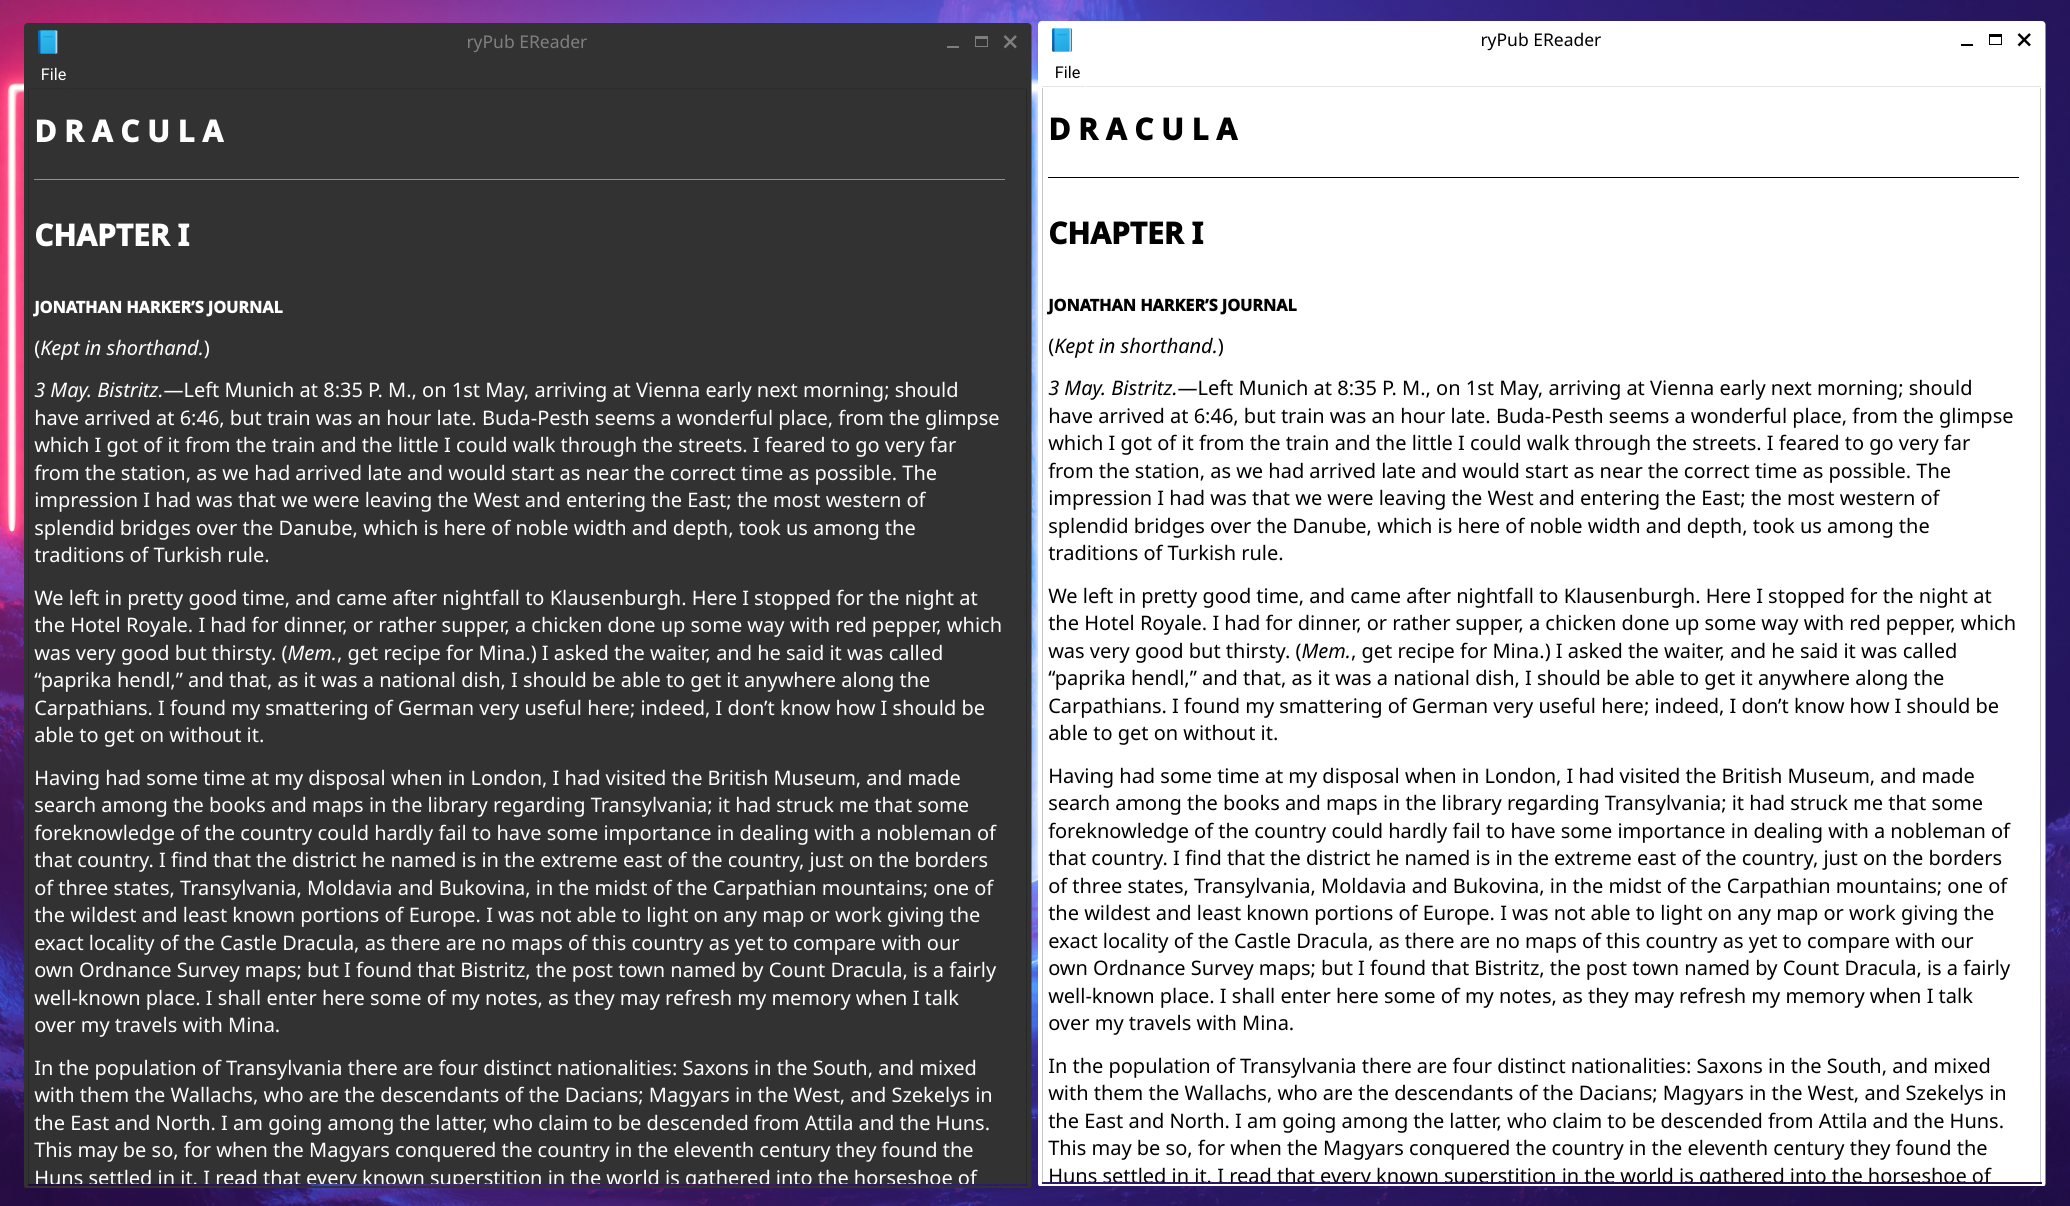 ryPub EReader
File
D R A C U L A
CHAPTER I
JONATHAN HARKER’S JOURNAL
(Kept in shorthand.)
3 May. Bistritz.—Left Munich at 8:35 P. M., on 1st May, arriving at Vienna early next morning; should
have arrived at 6:46, but train was an hour late. Buda-Pesth seems a wonderful place, from the glimpse
which I got of it from the train and the little I could walk through the streets. I feared to go very far
from the station, as we had arrived late and would start as near the correct time as possible. The
impression I had was that we were leaving the West and entering the East; the most western of
splendid bridges over the Danube, which is here of noble width and depth, took us among the
traditions of Turkish rule.
We left in pretty good time, and came after nightfall to Klausenburgh. Here I stopped for the night at
the Hotel Royale. I had for dinner, or rather supper, a chicken done up some way with red pepper, which
was very good but thirsty. (Mem., get recipe for Mina.) I asked the waiter, and he said it was called
“paprika hendl,” and that, as it was a national dish, I should be able to get it anywhere along the
Carpathians. I found my smattering of German very useful here; indeed, I don’t know how I should be
able to get on without it.
Having had some time at my disposal when in London, I had visited the British Museum, and made
search among the books and maps in the library regarding Transylvania; it had struck me that some
foreknowledge of the country could hardly fail to have some importance in dealing with a nobleman of
that country. I find that the district he named is in the extreme east of the country, just on the borders
of three states, Transylvania, Moldavia and Bukovina, in the midst of the Carpathian mountains; one of
the wildest and least known portions of Europe. I was not able to light on any map or work giving the
exact locality of the Castle Dracula, as there are no maps of this country as yet to compare with our
own Ordnance Survey maps; but I found that Bistritz, the post town named by Count Dracula, is a fairly
well-known place. I shall enter here some of my notes, as they may refresh my memory when I talk
over my travels with Mina.
In the population of Transylvania there are four distinct nationalities: Saxons in the South, and mixed
with them the Wallachs, who are the descendants of the Dacians; Magyars in the West, and Szekelys in
the East and North. I am going among the latter, who claim to be descended from Attila and the Huns.
This may be so, for when the Magyars conquered the country in the eleventh century they found the
Huns settled in it. I read that every known superstition in the world is gathered into the horseshoe of
ryPub EReader
File
D R A C U L A
CHAPTER I
JONATHAN HARKER’S JOURNAL
(Kept in shorthand.)
3 May. Bistritz.—Left Munich at 8:35 P. M., on 1st May, arriving at Vienna early next morning; should
have arrived at 6:46, but train was an hour late. Buda-Pesth seems a wonderful place, from the glimpse
which I got of it from the train and the little I could walk through the streets. I feared to go very far
from the station, as we had arrived late and would start as near the correct time as possible. The
impression I had was that we were leaving the West and entering the East; the most western of
splendid bridges over the Danube, which is here of noble width and depth, took us among the
traditions of Turkish rule.
We left in pretty good time, and came after nightfall to Klausenburgh. Here I stopped for the night at
the Hotel Royale. I had for dinner, or rather supper, a chicken done up some way with red pepper, which
was very good but thirsty. (Mem., get recipe for Mina.) I asked the waiter, and he said it was called
“paprika hendl,” and that, as it was a national dish, I should be able to get it anywhere along the
Carpathians. I found my smattering of German very useful here; indeed, I don’t know how I should be
able to get on without it.
Having had some time at my disposal when in London, I had visited the British Museum, and made
search among the books and maps in the library regarding Transylvania; it had struck me that some
foreknowledge of the country could hardly fail to have some importance in dealing with a nobleman of
that country. I find that the district he named is in the extreme east of the country, just on the borders
of three states, Transylvania, Moldavia and Bukovina, in the midst of the Carpathian mountains; one of
the wildest and least known portions of Europe. I was not able to light on any map or work giving the
exact locality of the Castle Dracula, as there are no maps of this country as yet to compare with our
own Ordnance Survey maps; but I found that Bistritz, the post town named by Count Dracula, is a fairly
well-known place. I shall enter here some of my notes, as they may refresh my memory when I talk
over my travels with Mina.
In the population of Transylvania there are four distinct nationalities: Saxons in the South, and mixed
with them the Wallachs, who are the descendants of the Dacians; Magyars in the West, and Szekelys in
the East and North. I am going among the latter, who claim to be descended from Attila and the Huns.
This may be so, for when the Magyars conquered the country in the eleventh century they found the
Huns settled in it. I read that every known superstition in the world is gathered into the horseshoe of